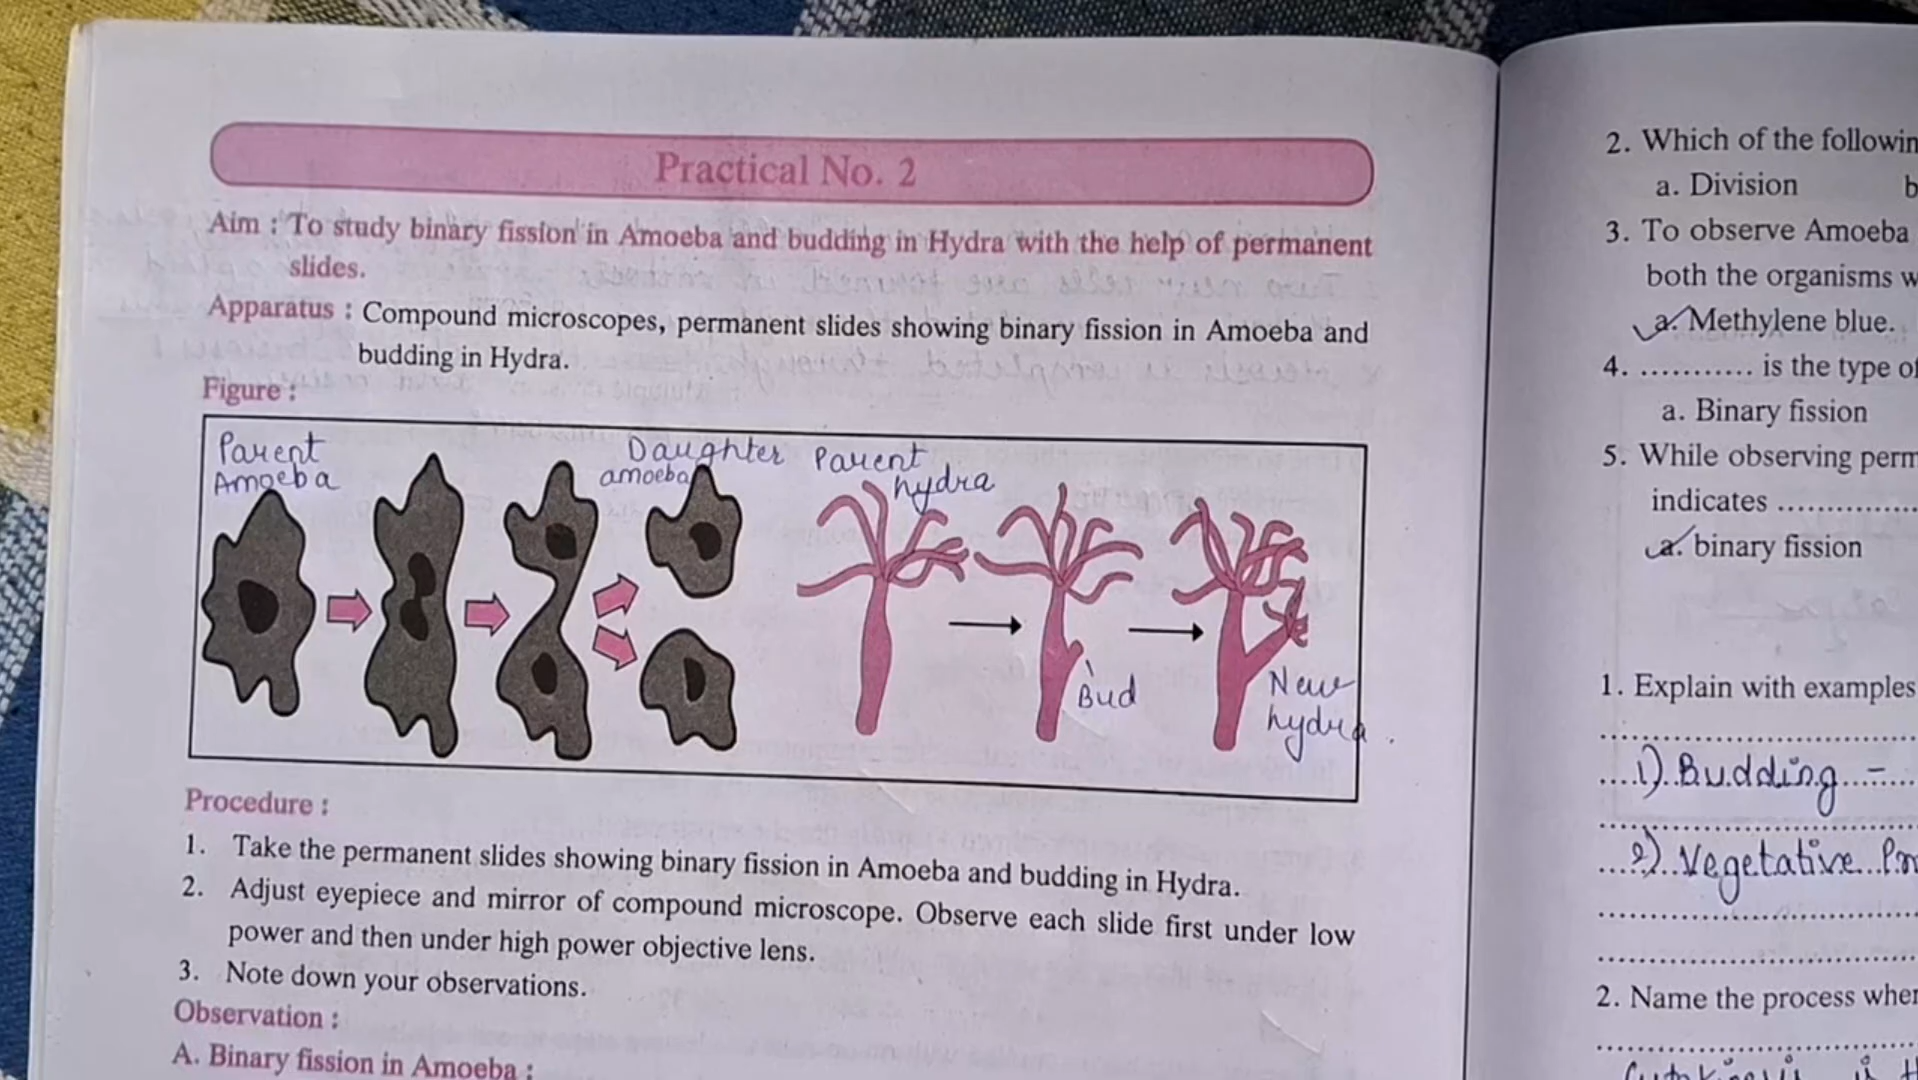 Practical No. 2
Aim : To study binary fission in Amoeba and budding in Hydra with the help of permanent
slides.
Apparatus : Compound microscopes, permanent slides showing binary fission in Amoeba and
budding in Hydra.
Figure :
Parent
Amoeba
Daughter
amoeba
Parent
hydra
Bud
New
hydra.
Procedure :
1. Take the permanent slides showing binary fission in Amoeba and budding in Hydra.
2. Adjust eyepiece and mirror of compound microscope. Observe each slide first under low
power and then under high power objective lens.
3. Note down your observations.
Observation :
A. Binary fission in Amoeba :
2. Which of the followin
a. Division b
3. To observe Amoeba
both the organisms w
a. Methylene blue.
4. ........... is the type of
a. Binary fission
5. While observing perm
indicates ..............
a. binary fission
1. Explain with examples
i) Budding -
2) Vegetative
2. Name the process wher